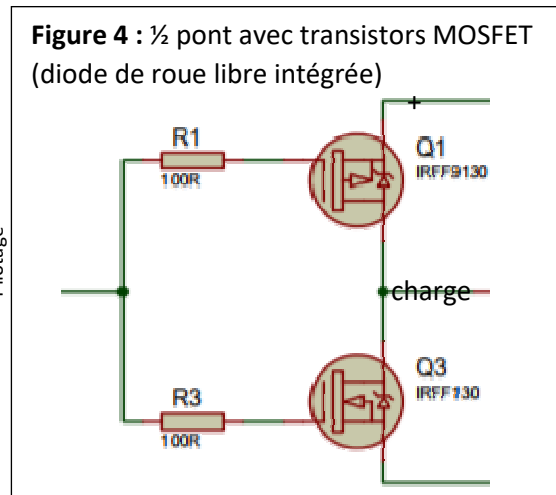 Figure 4 : ½ pont avec transistors MOSFET
(diode de roue libre intégrée)
+
R1
100R
Q1
IRFF9130
charge
Q3
IRFF130
R3
100R